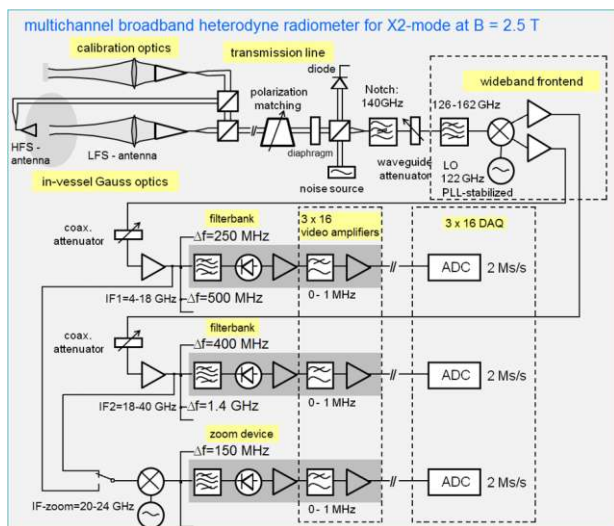 multichannel broadband heterodyne radiometer for X2-mode at B = 2.5 T
calibration optics
transmission line
diode
polarization
matching
Notch:
140GHz
wideband frontend
126-162 GHz
HFS -
antenna
LFS - antenna
diaphragm
waveguide
attenuator
LO
122 GHz
PLL-stabilized
noise source
in-vessel Gauss optics
coax.
attenuator
filterbank
3 x 16
video amplifiers
3 x 16 DAQ
Δf=250 MHz
ADC
2 Ms/s
IF1=4-18 GHz
Δf=500 MHz
0- 1 MHz
coax.
attenuator
filterbank
Δf=400 MHz
ADC
2 Ms/s
IF2=18-40 GHz
Δf=1.4 GHz
0- 1 MHz
zoom device
Δf=150 MHz
ADC
2 Ms/s
IF-zoom=20-24 GHz
0- 1 MHz